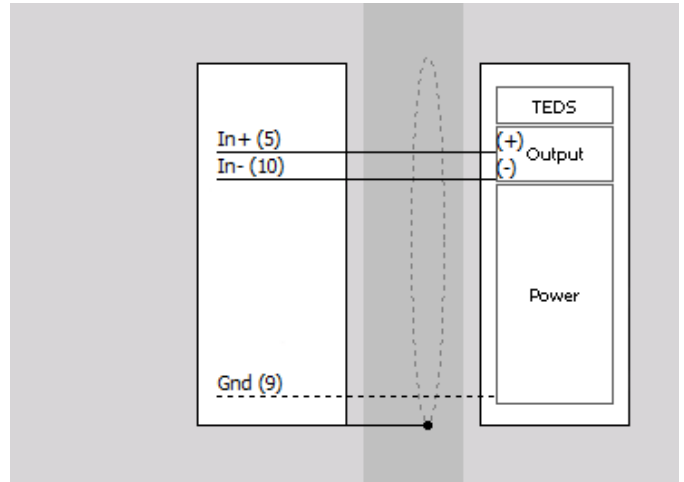 TEDS
In+ (5)
(+)
Output
In- (10)
(-)
Power
Gnd (9)